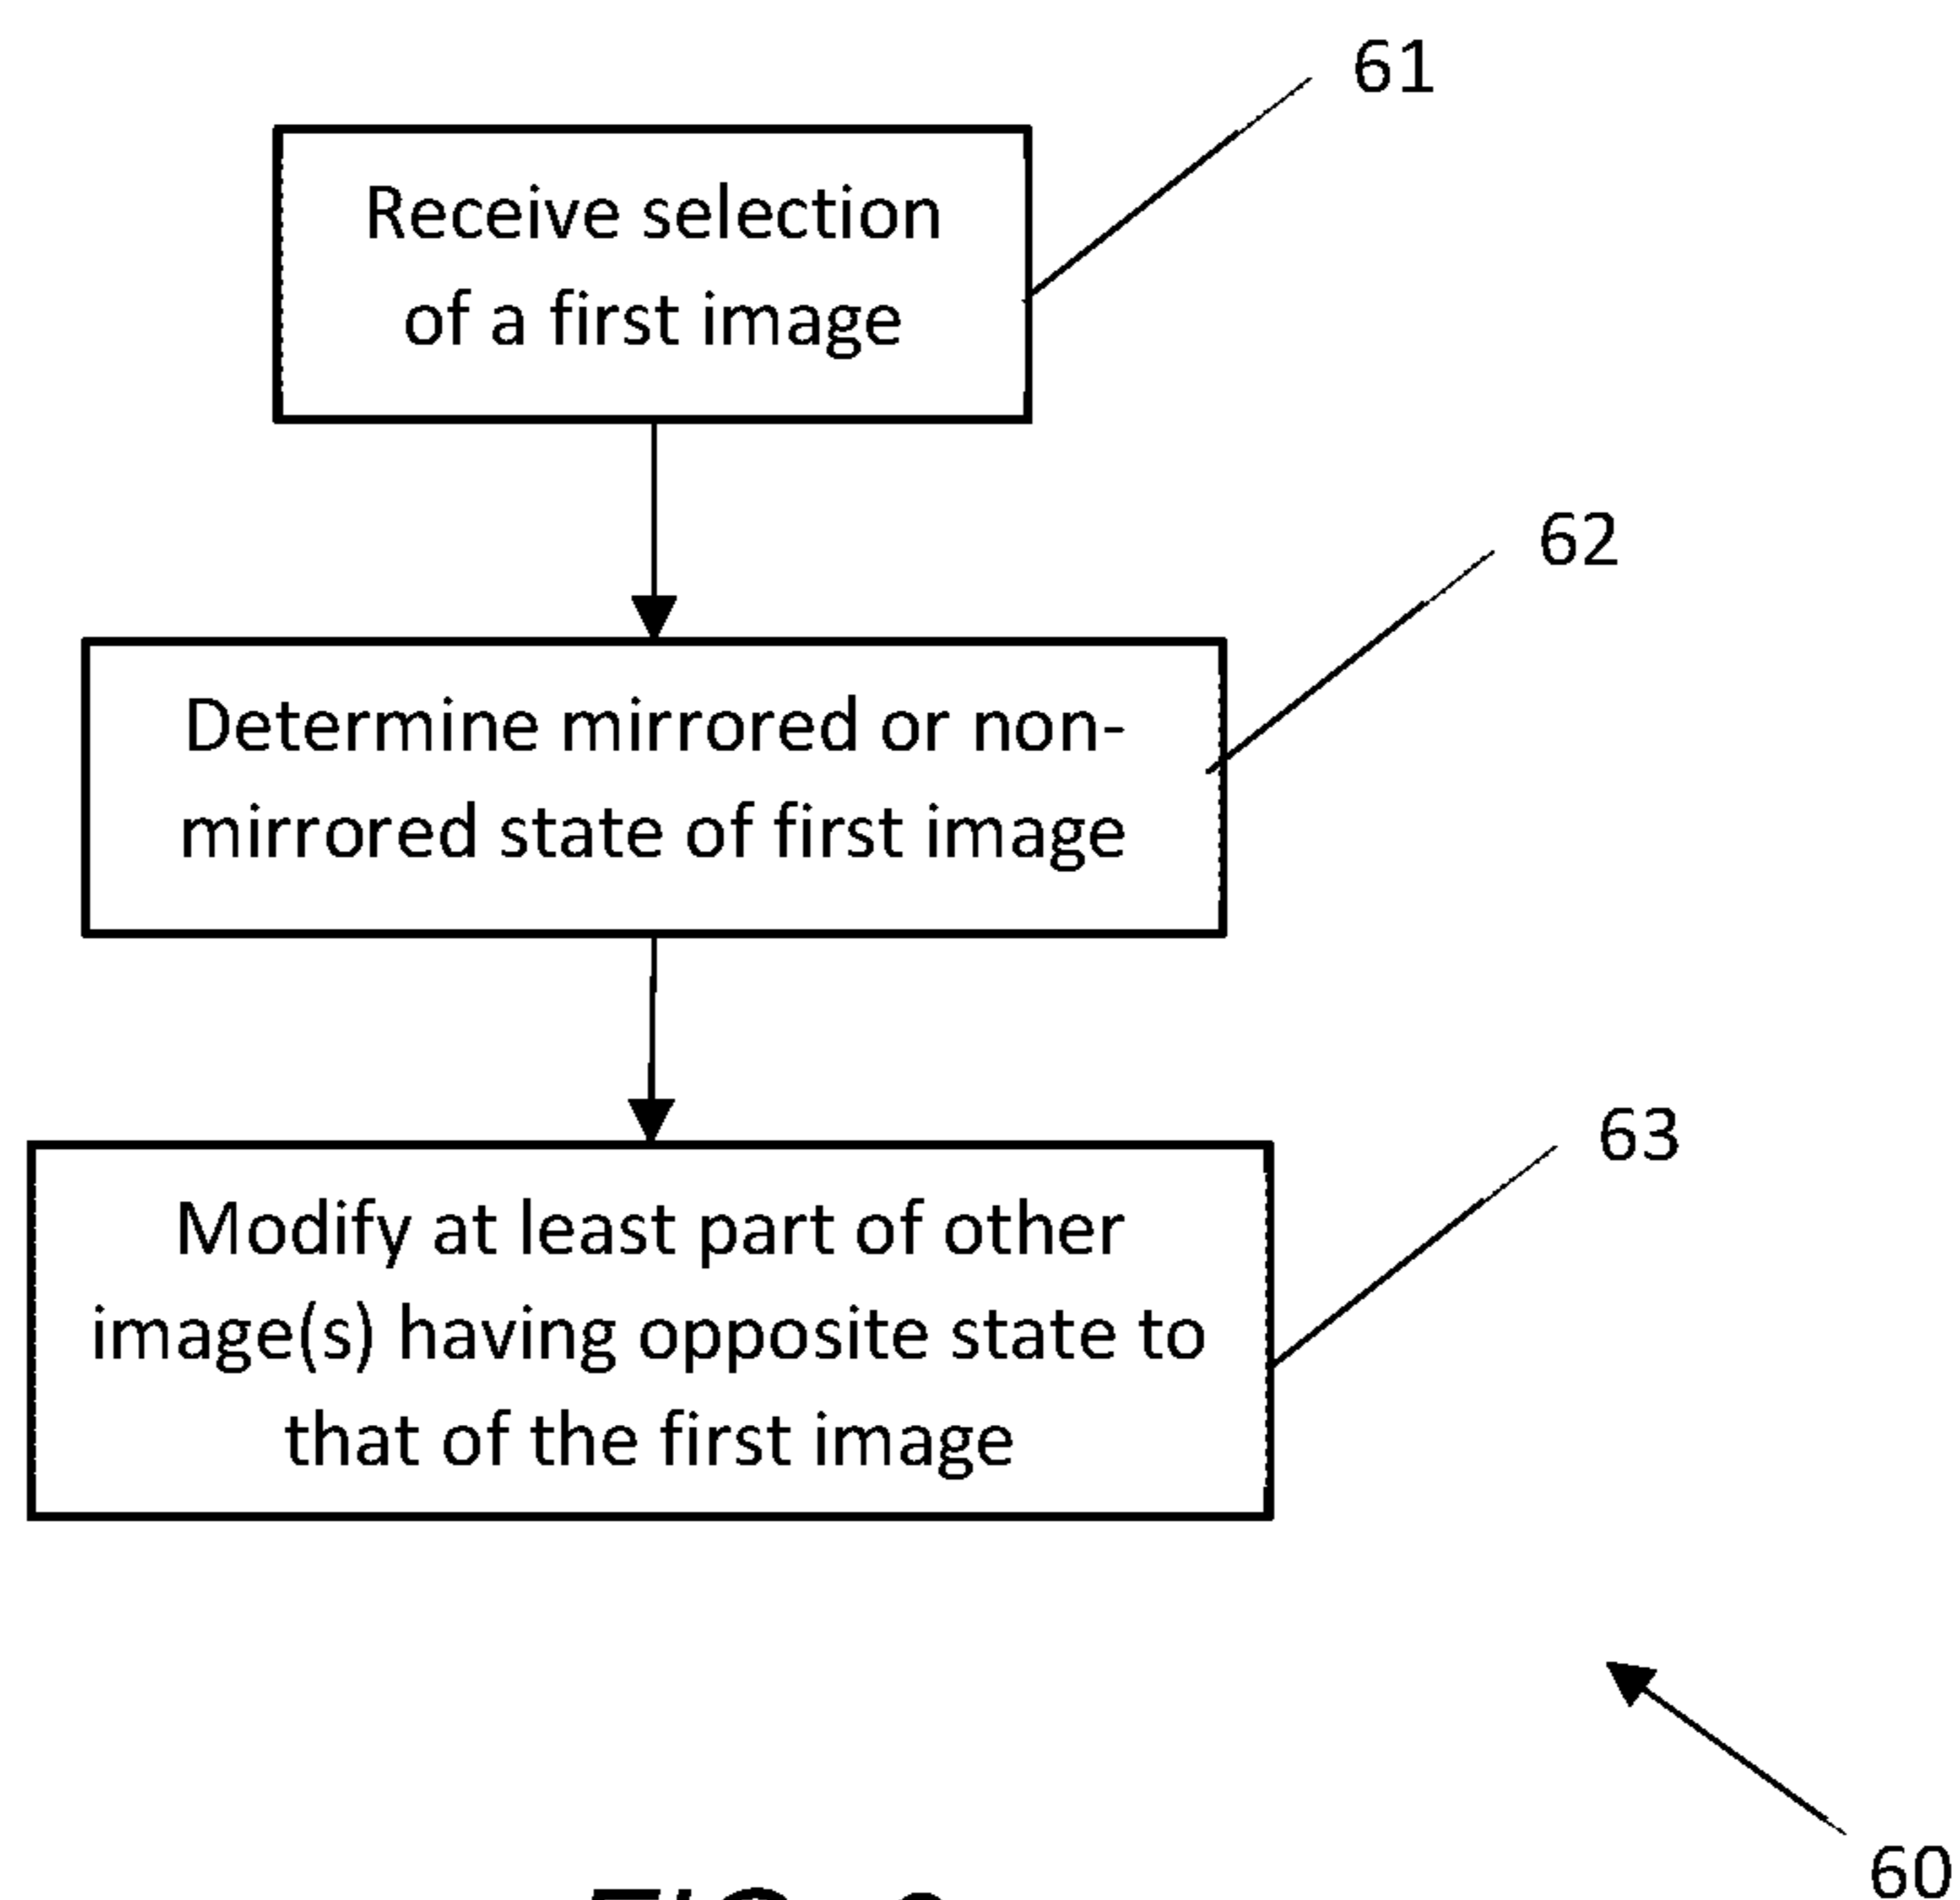 61
Receive selection
of a first image
62
Determine mirrored or non-
mirrored state of first image
63
Modify at least part of other
image(s) having opposite state to
that of the first image
60